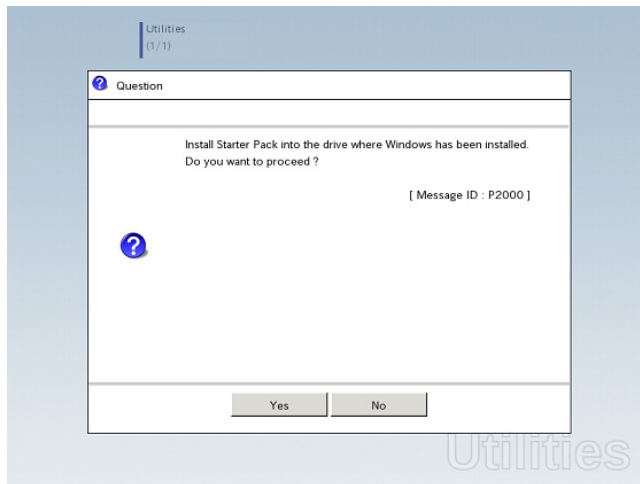 Utilities
(1/1)
Question
Install Starter Pack into the drive where Windows has been installed.
Do you want to proceed ?
[ Message ID : P2000 ]
Yes
No
Utilities